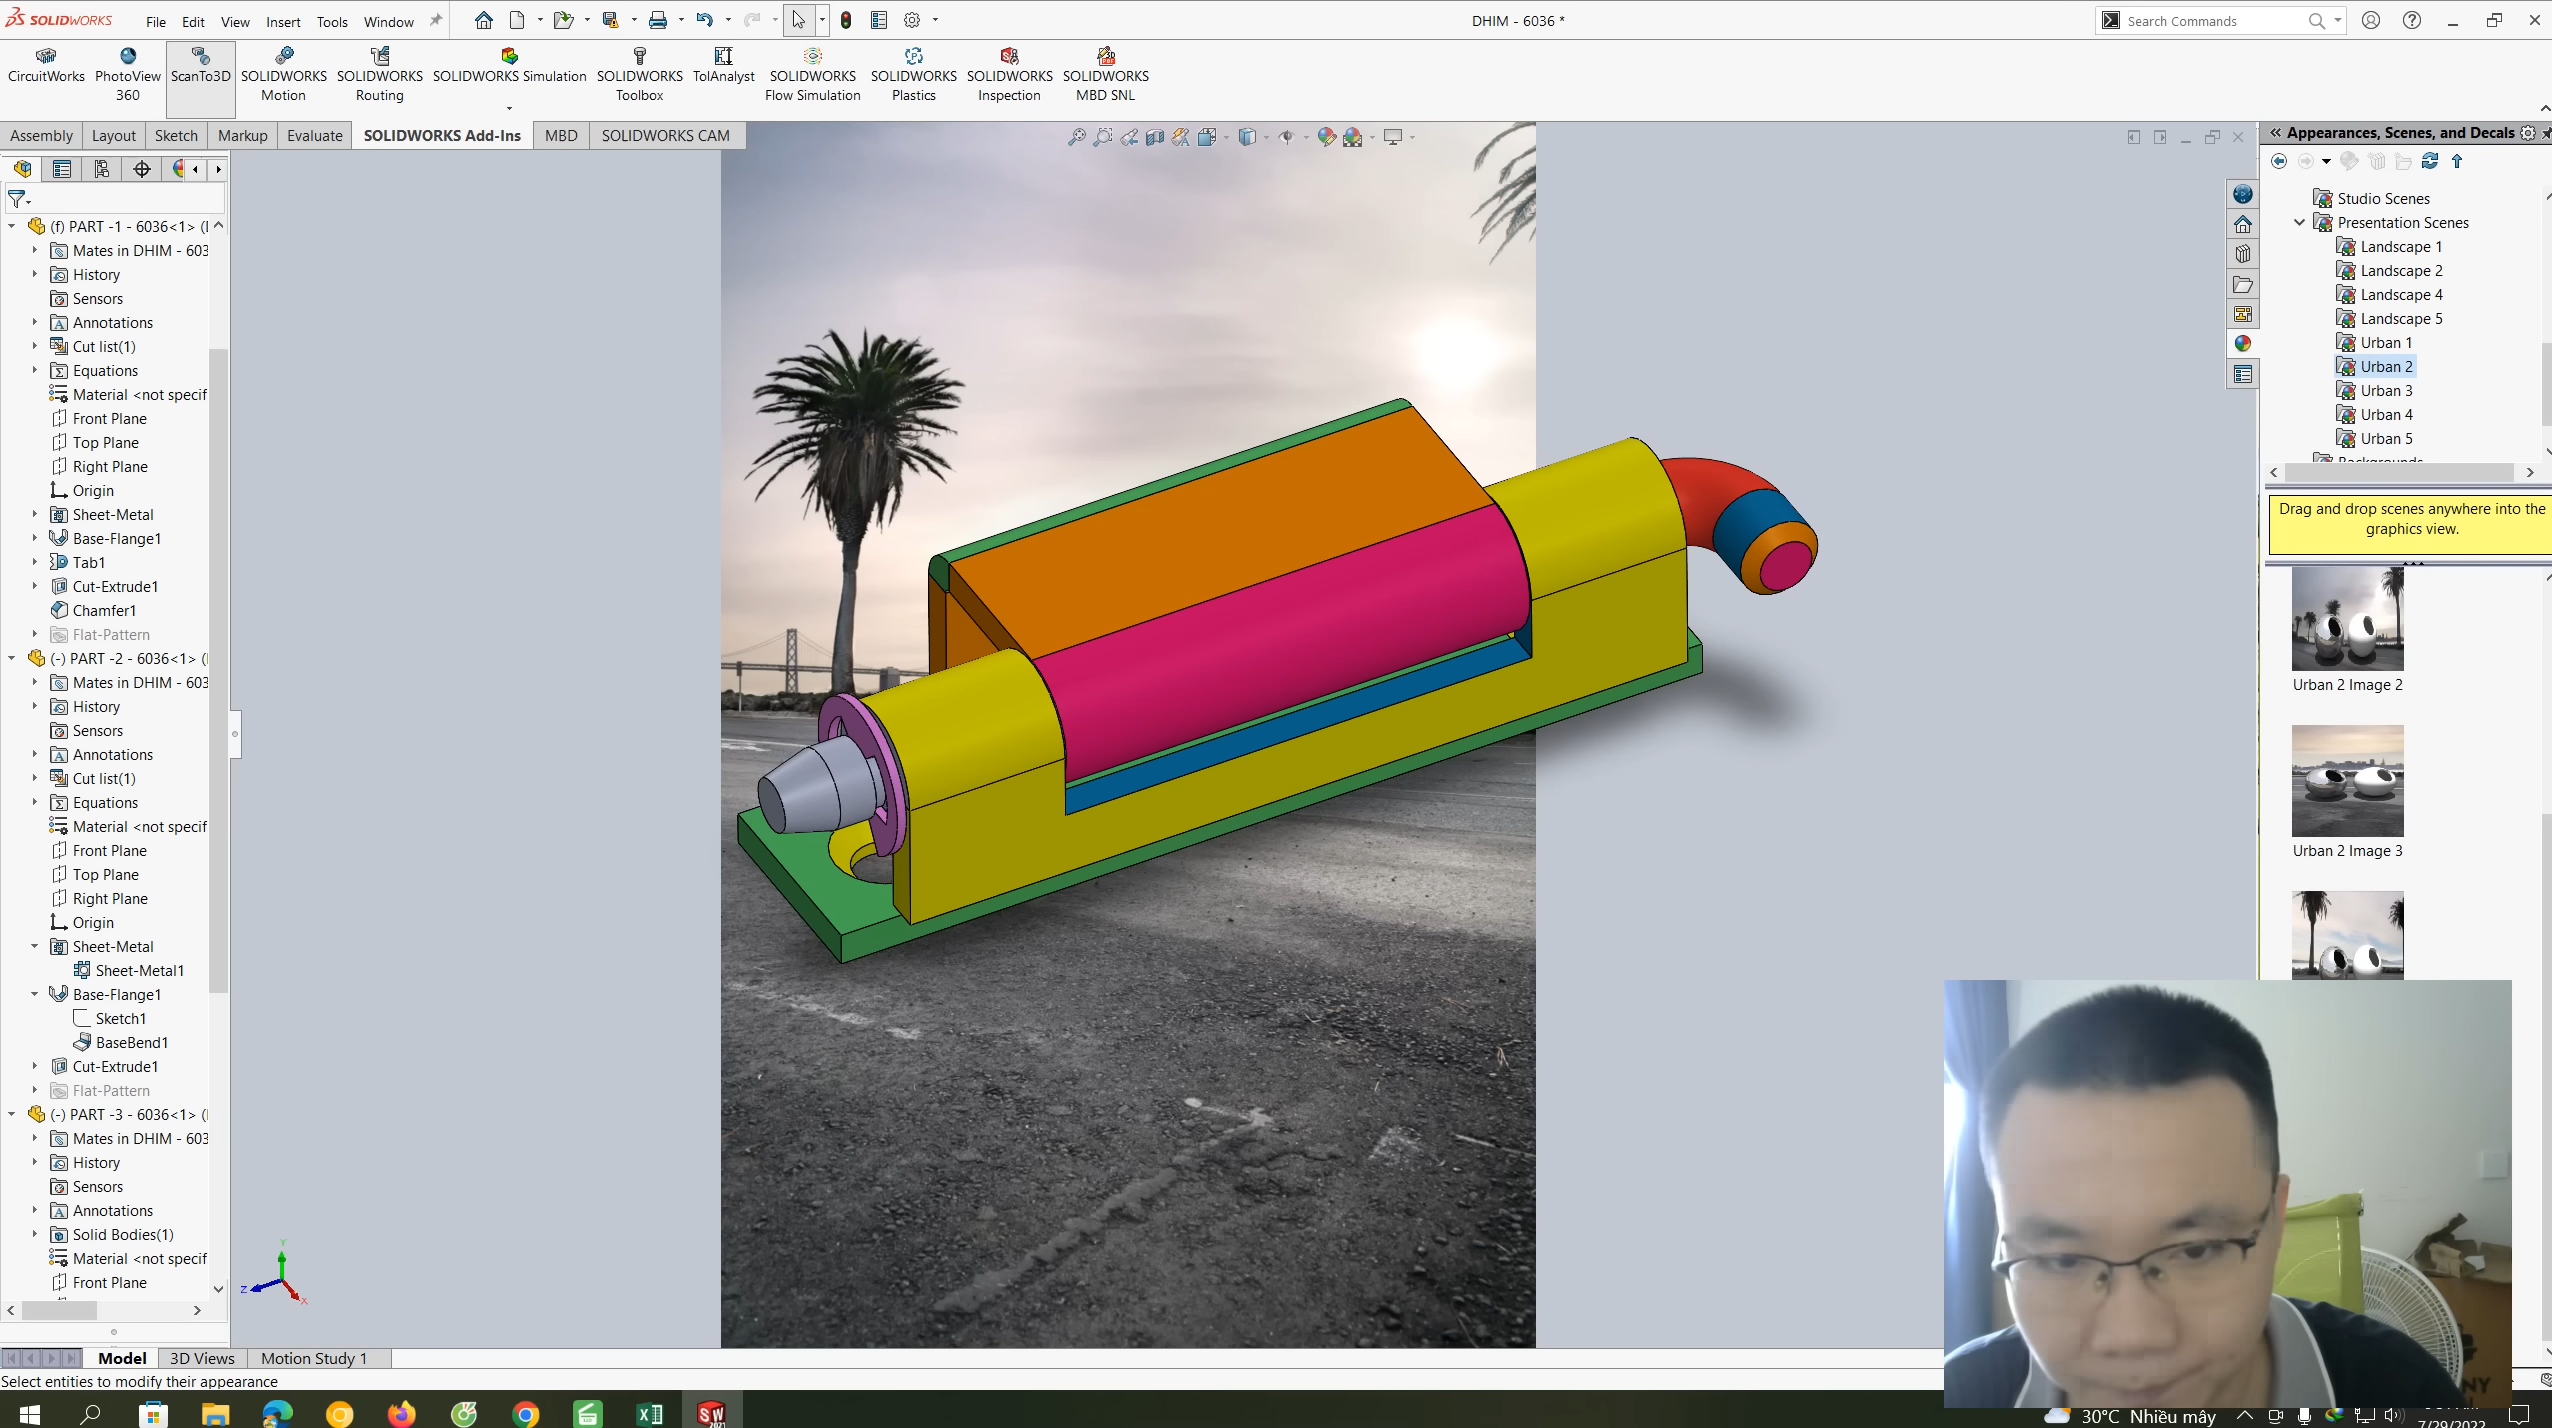 SOLIDWORKS
File Edit View Insert Tools Window
DHIM - 6036 *
Search Commands
CircuitWorks
PhotoView 360
ScanTo3D
SOLIDWORKS Motion
SOLIDWORKS Routing
SOLIDWORKS Simulation
SOLIDWORKS Toolbox
TolAnalyst
SOLIDWORKS Flow Simulation
SOLIDWORKS Plastics
SOLIDWORKS Inspection
SOLIDWORKS MBD SNL
Assembly Layout Sketch Markup Evaluate SOLIDWORKS Add-Ins MBD SOLIDWORKS CAM
(f) PART -1 - 6036<1> (
Mates in DHIM - 603
History
Sensors
Annotations
Cut list(1)
Equations
Material <not specif
Front Plane
Top Plane
Right Plane
Origin
Sheet-Metal
Base-Flange1
Tab1
Cut-Extrude1
Chamfer1
Flat-Pattern
(-) PART -2 - 6036<1> (
Mates in DHIM - 603
History
Sensors
Annotations
Cut list(1)
Equations
Material <not specif
Front Plane
Top Plane
Right Plane
Origin
Sheet-Metal
Sheet-Metal1
Base-Flange1
Sketch1
BaseBend1
Cut-Extrude1
Flat-Pattern
(-) PART -3 - 6036<1> (
Mates in DHIM - 603
History
Sensors
Annotations
Solid Bodies(1)
Material <not specif
Front Plane
Y
Z
X
Appearances, Scenes, and Decals
Studio Scenes
Presentation Scenes
Landscape 1
Landscape 2
Landscape 4
Landscape 5
Urban 1
Urban 2
Urban 3
Urban 4
Urban 5
Backgrounds
Drag and drop scenes anywhere into the
graphics view.
Urban 2 Image 2
Urban 2 Image 3
Model 3D Views Motion Study 1
Select entities to modify their appearance
SW
2021
30°C Nhiều mây
7/29/2022